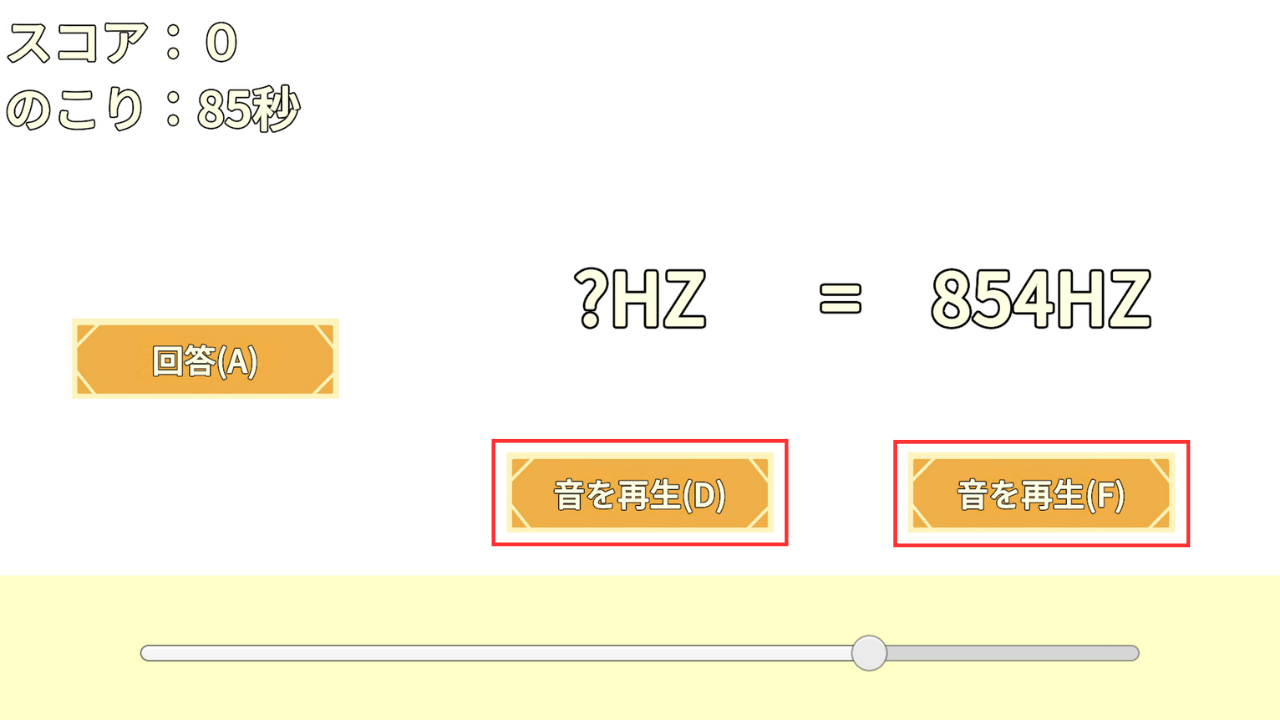 スコア：0
のこり：85秒
?HZ = 854HZ
回答(A)
音を再生(D) 音を再生(F)